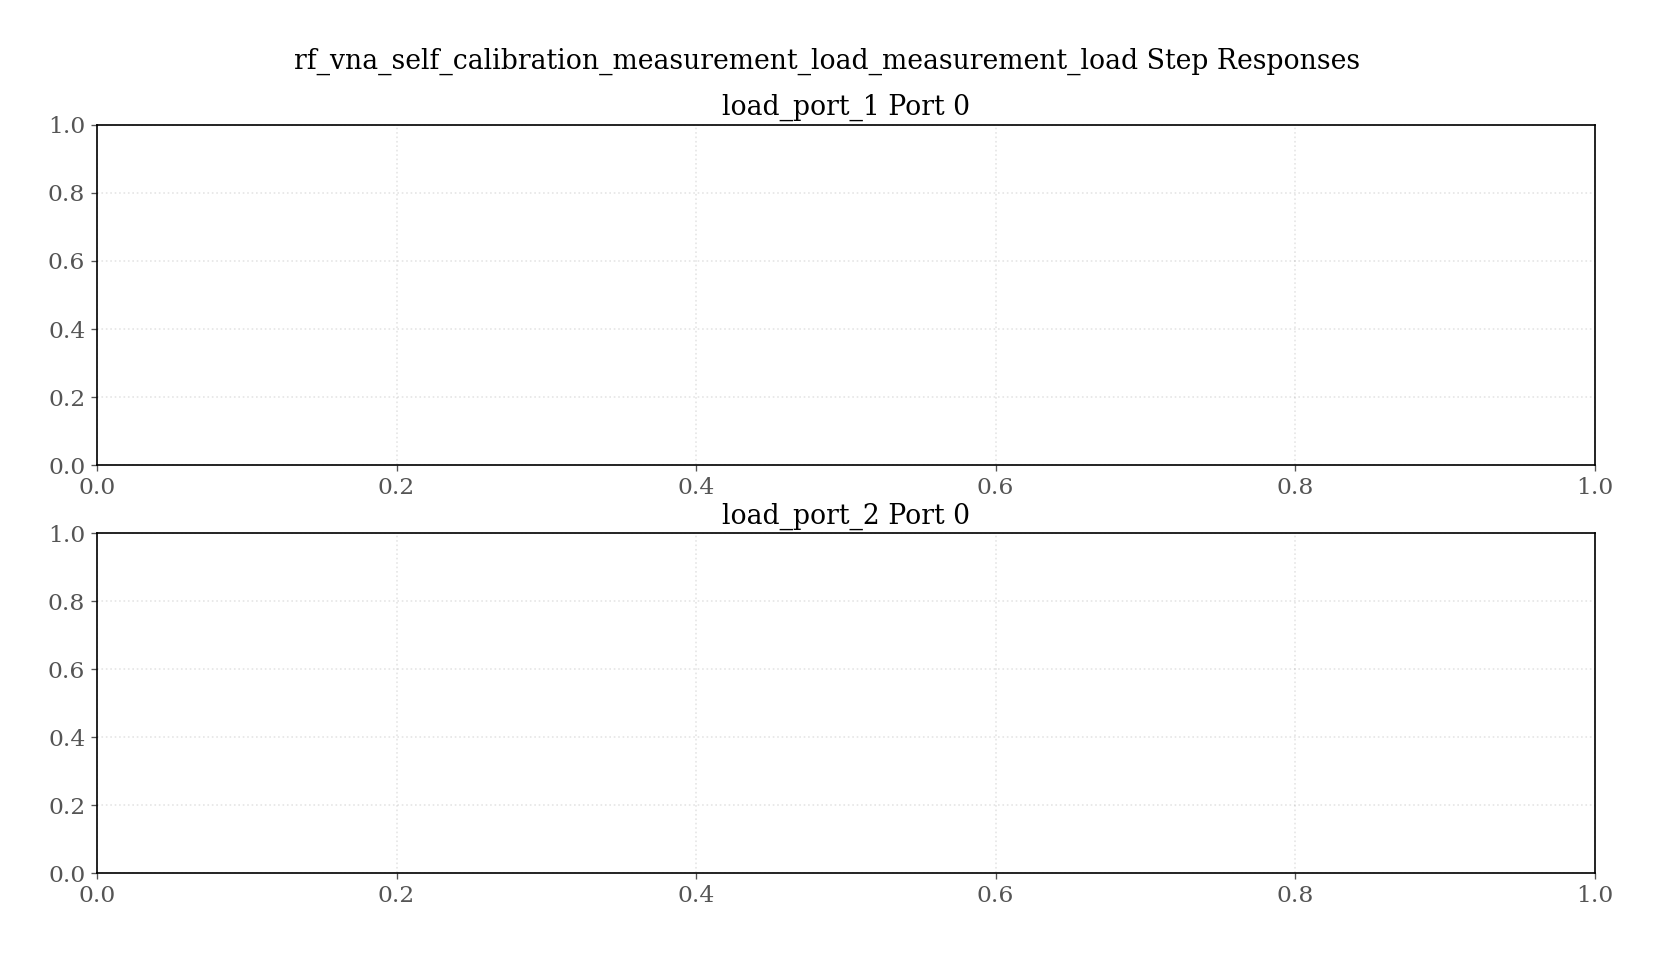 rf_vna_self_calibration_measurement_load_measurement_load Step Responses
load_port_1 Port 0
1.0
0.8
0.6
0.4
0.2
0.0
0.0 0.2 0.4 0.6 0.8 1.0
load_port_2 Port 0
1.0
0.8
0.6
0.4
0.2
0.0
0.0 0.2 0.4 0.6 0.8 1.0